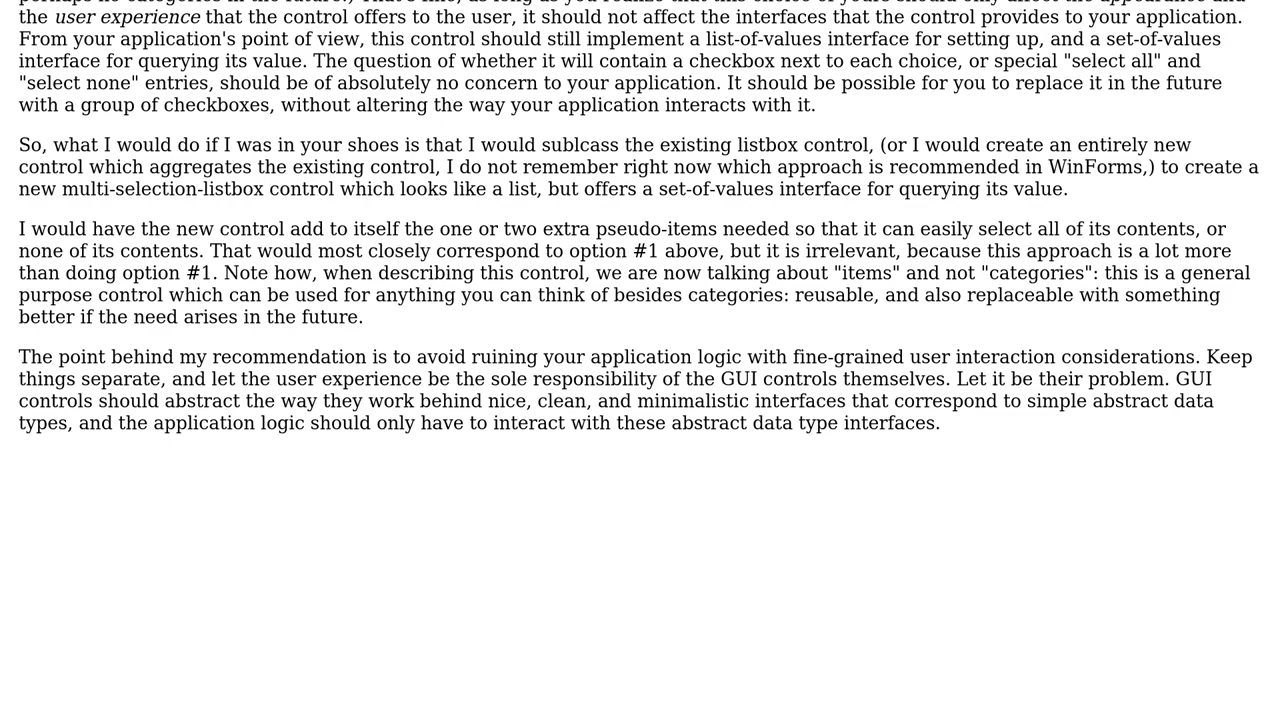 the user experience that the control offers to the user, it should not affect the interfaces that the control provides to your application.
From your application's point of view, this control should still implement a list-of-values interface for setting up, and a set-of-values
interface for querying its value. The question of whether it will contain a checkbox next to each choice, or special "select all" and
"select none" entries, should be of absolutely no concern to your application. It should be possible for you to replace it in the future
with a group of checkboxes, without altering the way your application interacts with it.
So, what I would do if I was in your shoes is that I would sublcass the existing listbox control, (or I would create an entirely new
control which aggregates the existing control, I do not remember right now which approach is recommended in WinForms,) to create a
new multi-selection-listbox control which looks like a list, but offers a set-of-values interface for querying its value.
I would have the new control add to itself the one or two extra pseudo-items needed so that it can easily select all of its contents, or
none of its contents. That would most closely correspond to option #1 above, but it is irrelevant, because this approach is a lot more
than doing option #1. Note how, when describing this control, we are now talking about "items" and not "categories": this is a general
purpose control which can be used for anything you can think of besides categories: reusable, and also replaceable with something
better if the need arises in the future.
The point behind my recommendation is to avoid ruining your application logic with fine-grained user interaction considerations. Keep
things separate, and let the user experience be the sole responsibility of the GUI controls themselves. Let it be their problem. GUI
controls should abstract the way they work behind nice, clean, and minimalistic interfaces that correspond to simple abstract data
types, and the application logic should only have to interact with these abstract data type interfaces.